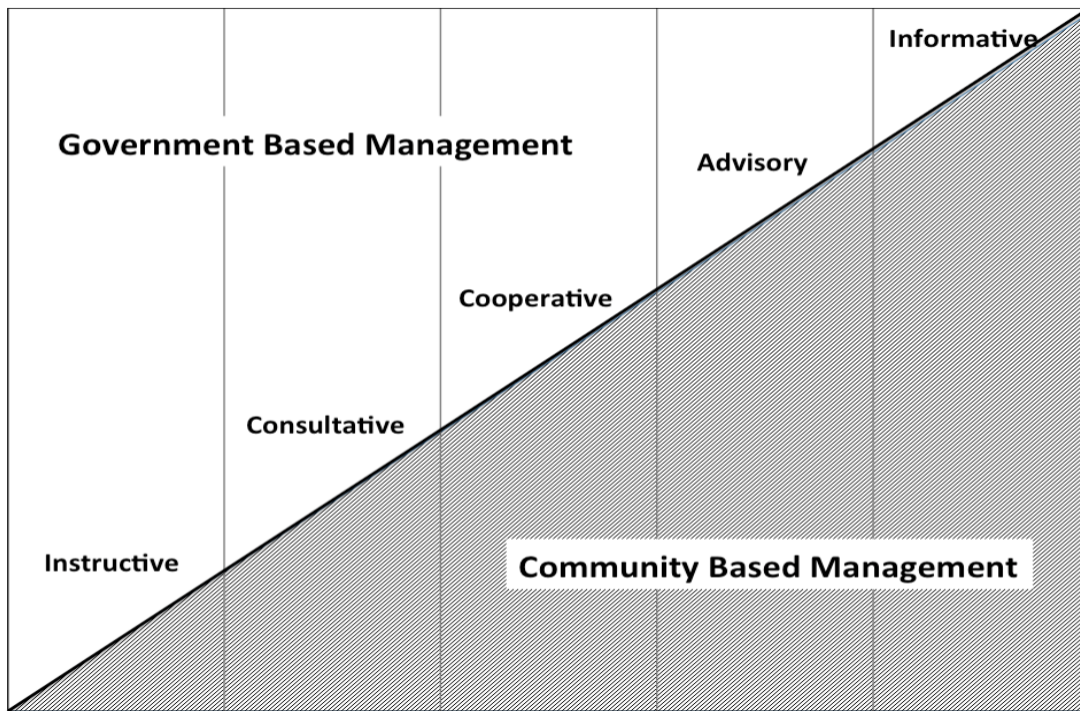 Informative
Government Based Management
Advisory
Cooperative
Consultative
Instructive
Community Based Management